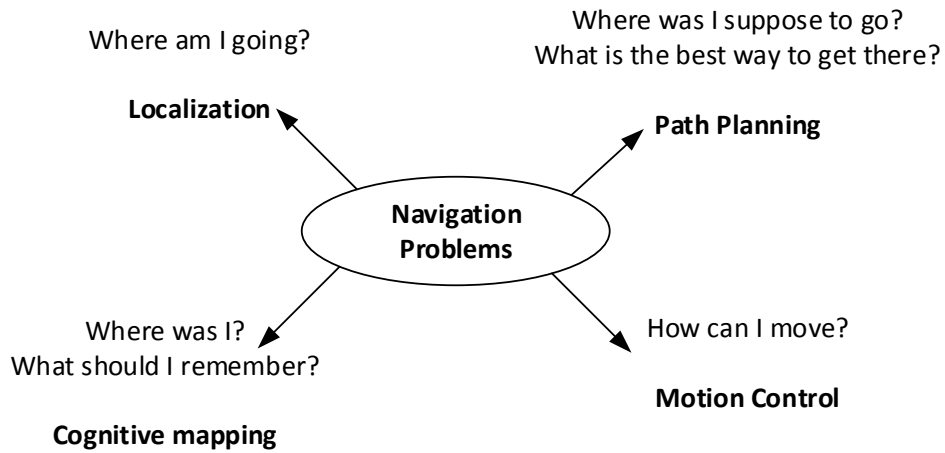 Where am I going?
Localization
Where was I suppose to go?
What is the best way to get there?
Path Planning
Navigation
Problems
Where was I?
What should I remember?
Cognitive mapping
How can I move?
Motion Control